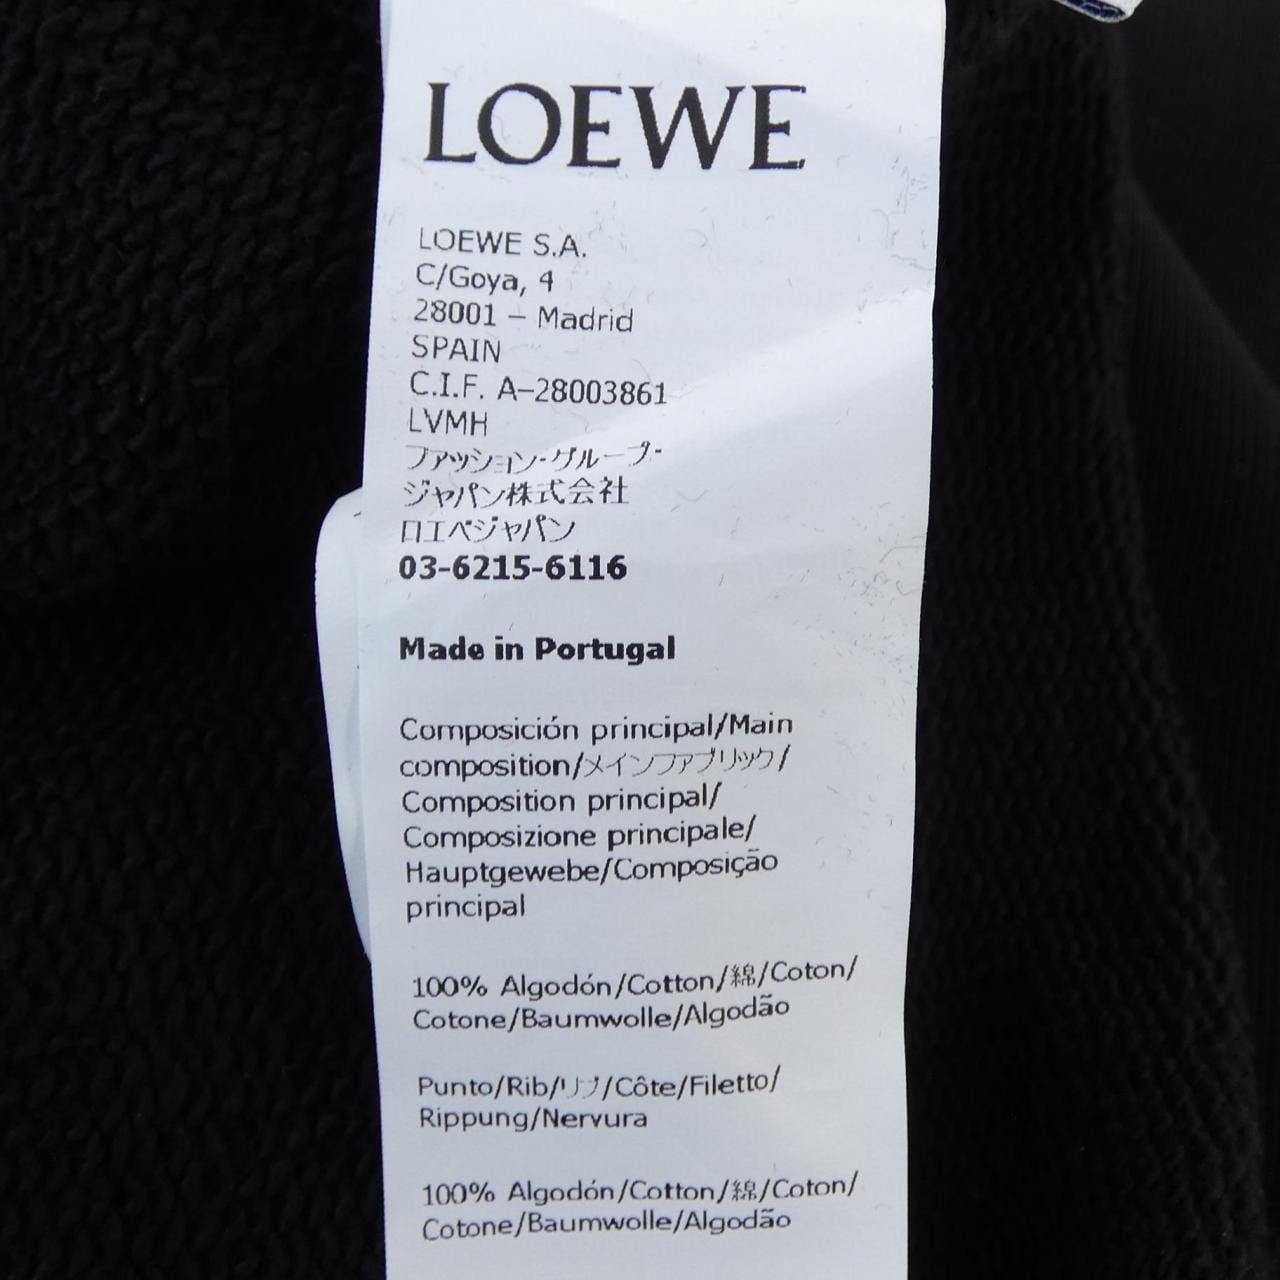 LOEWE
LOEWE S.A.
C/Goya, 4
28001 – Madrid
SPAIN
C.I.F. A–28003861
LVMH
ファッション・グループ・
ジャパン株式会社
ロエベジャパン
03-6215-6116
Made in Portugal
Composición principal/Main
composition/メインファブリック/
Composition principal/
Composizione principale/
Hauptgewebe/Composição
principal
100% Algodón/Cotton/綿/Coton/
Cotone/Baumwolle/Algodão
Punto/Rib/リブ/Côte/Filetto/
Rippung/Nervura
100% Algodón/Cotton/綿/Coton/
Cotone/Baumwolle/Algodão